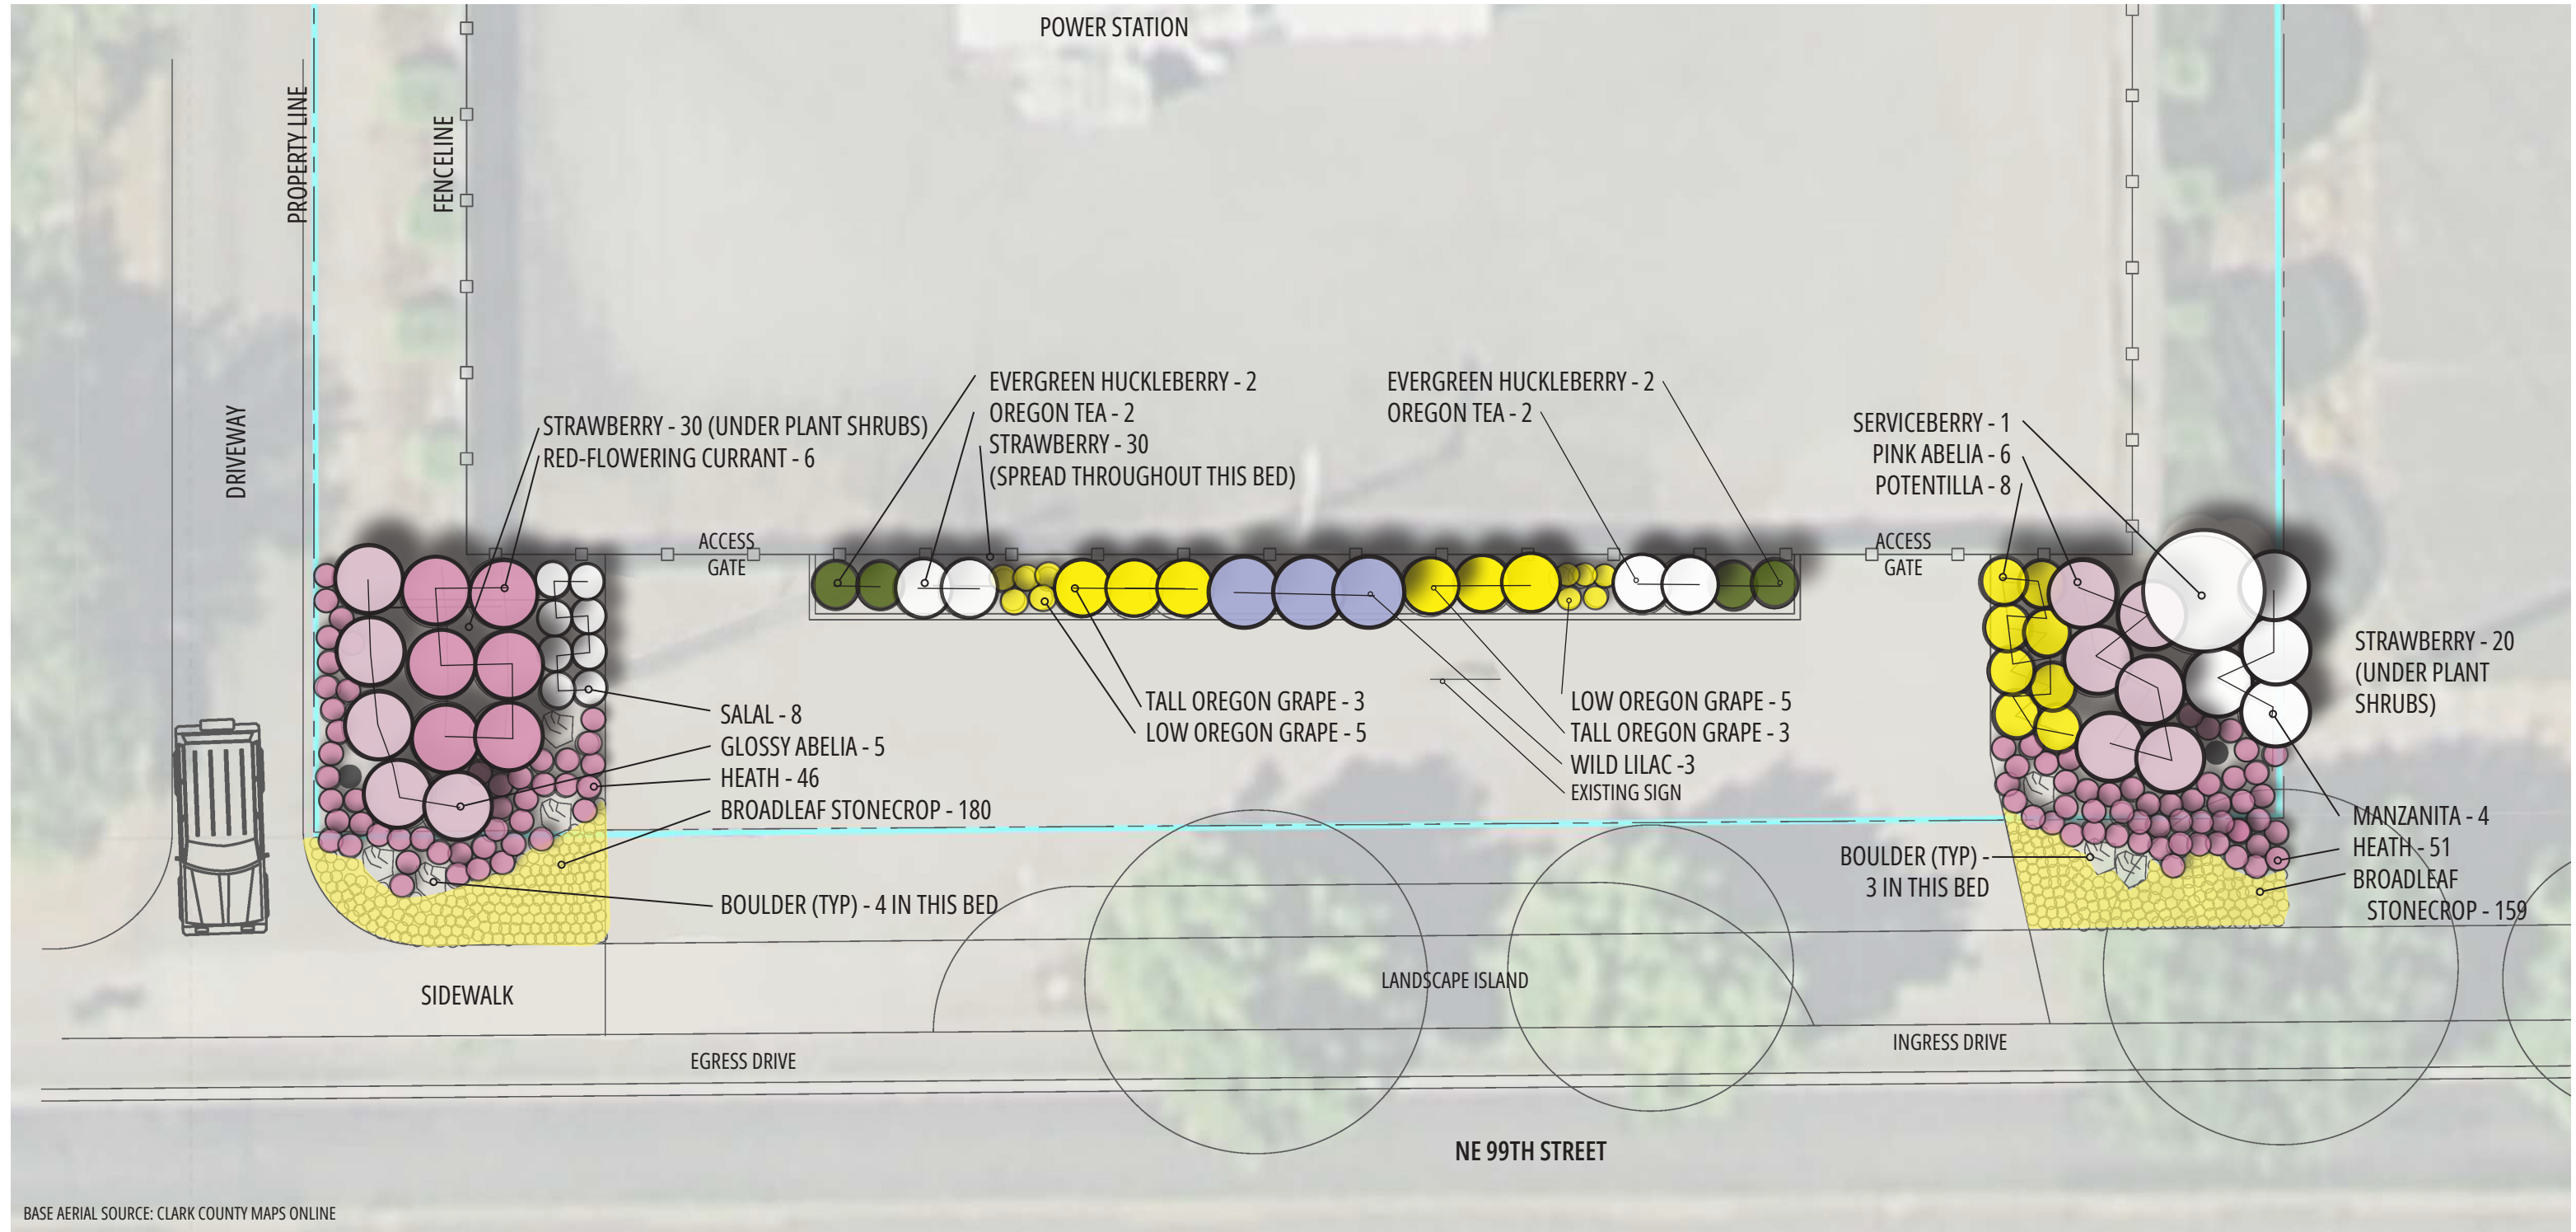 POWER STATION
PROPERTY LINE
FENCELINE
DRIVEWAY
STRAWBERRY - 30 (UNDER PLANT SHRUBS)
RED-FLOWERING CURRANT - 6
EVERGREEN HUCKLEBERRY - 2
OREGON TEA - 2
STRAWBERRY - 30
(SPREAD THROUGHOUT THIS BED)
EVERGREEN HUCKLEBERRY - 2
OREGON TEA - 2
SERVICEBERRY - 1
PINK ABELIA - 6
POTENTILLA - 8
ACCESS
GATE
ACCESS
GATE
STRAWBERRY - 20
(UNDER PLANT
SHRUBS)
SALAL - 8
GLOSSY ABELIA - 5
HEATH - 46
BROADLEAF STONECROP - 180
BOULDER (TYP) - 4 IN THIS BED
TALL OREGON GRAPE - 3
LOW OREGON GRAPE - 5
LOW OREGON GRAPE - 5
TALL OREGON GRAPE - 3
WILD LILAC -3
EXISTING SIGN
BOULDER (TYP) -
3 IN THIS BED
MANZANITA - 4
HEATH - 51
BROADLEAF
STONECROP - 159
SIDEWALK
LANDSCAPE ISLAND
EGRESS DRIVE
INGRESS DRIVE
NE 99TH STREET
BASE AERIAL SOURCE: CLARK COUNTY MAPS ONLINE